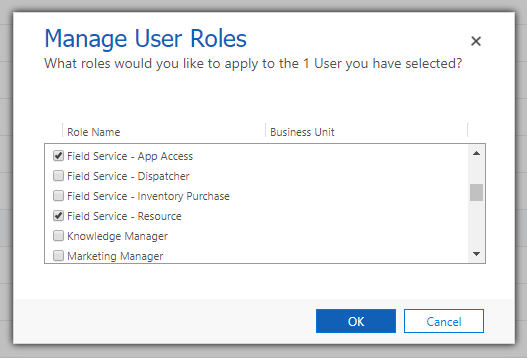 Manage User Roles
What roles would you like to apply to the 1 User you have selected?
Role Name Business Unit
Field Service - App Access
Field Service - Dispatcher
Field Service - Inventory Purchase
Field Service - Resource
Knowledge Manager
Marketing Manager
OK Cancel